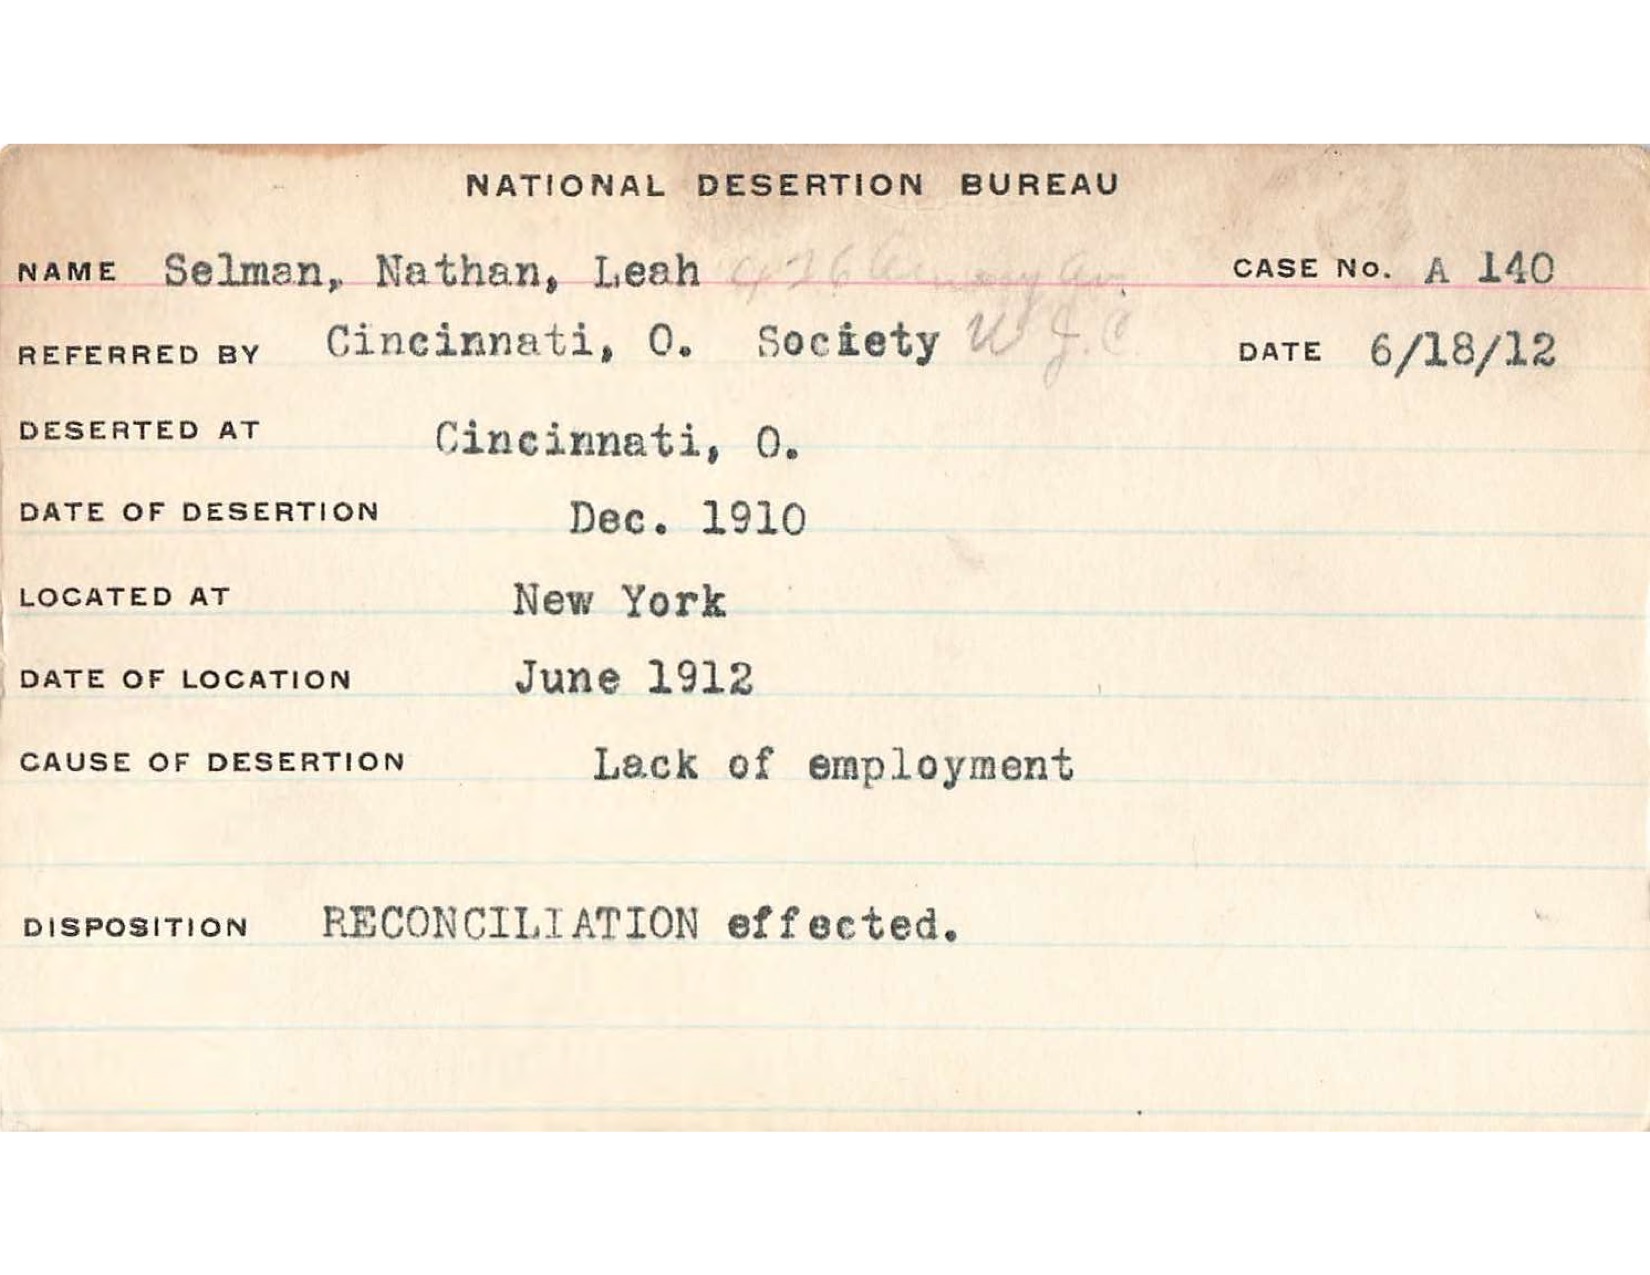 NATIONAL DESERTION BUREAU
NAME Selman, Nathan, Leah CASE No. A 140
REFERRED BY Cincinnati, O. Society W J.C DATE 6/18/12
DESERTED AT Cincinnati, O.
DATE OF DESERTION Dec. 1910
LOCATED AT New York
DATE OF LOCATION June 1912
CAUSE OF DESERTION Lack of employment
DISPOSITION RECONCILIATION effected.